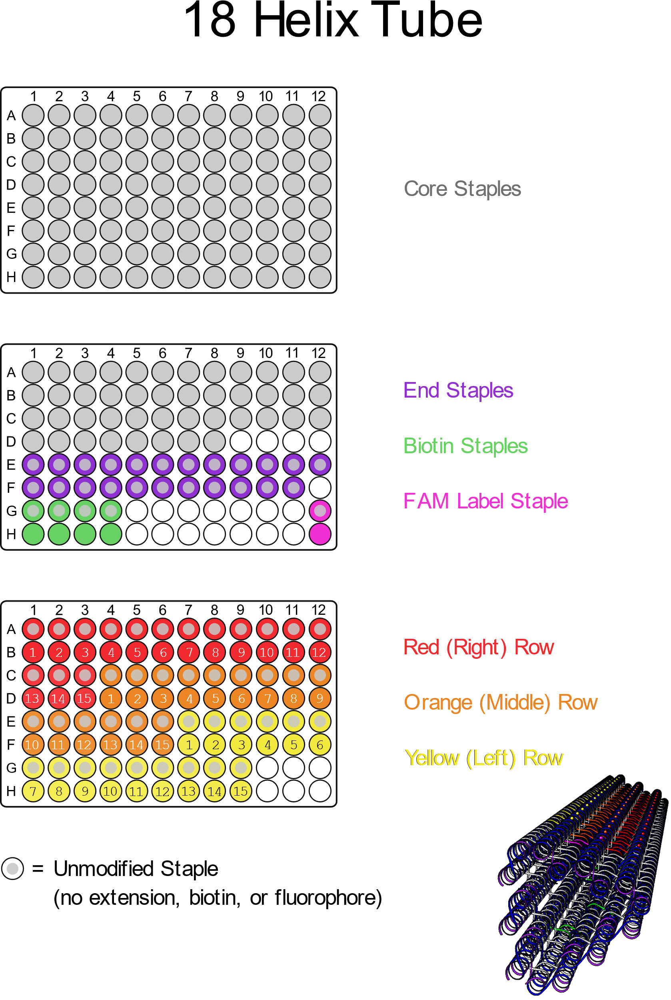 18 Helix Tube
1 2 3 4 5 6 7 8 9 10 11 12
A
B
C
D
E
F
G
H
Core Staples
1 2 3 4 5 6 7 8 9 10 11 12
A
B
C
D
E
F
G
H
End Staples
Biotin Staples
FAM Label Staple
1 2 3 4 5 6 7 8 9 10 11 12
A
B 1 2 3 4 5 6 7 8 9 10 11 12
C
D 13 14 15 1 2 3 4 5 6 7 8 9
E
F 10 11 12 13 14 15 1 2 3 4 5 6
G
H 7 8 9 10 11 12 13 14 15
Red (Right) Row
Orange (Middle) Row
Yellow (Left) Row
= Unmodified Staple
(no extension, biotin, or fluorophore)